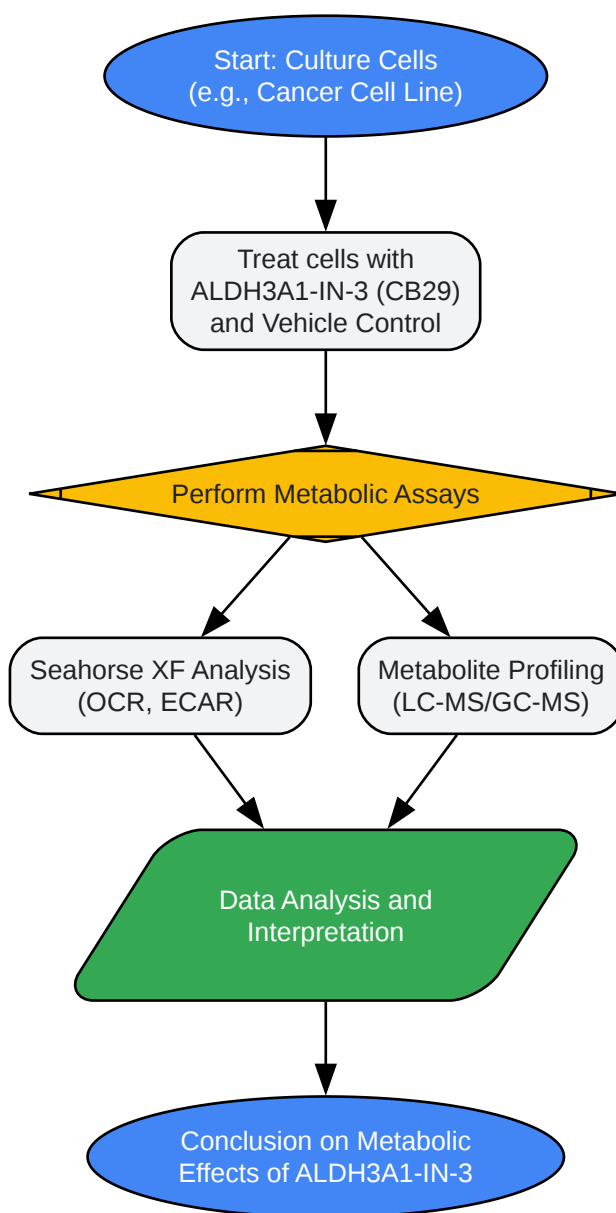 Start: Culture Cells
(e.g., Cancer Cell Line)
Treat cells with
ALDH3A1-IN-3 (CB29)
and Vehicle Control
Perform Metabolic Assays
Seahorse XF Analysis
(OCR, ECAR)
Metabolite Profiling
(LC-MS/GC-MS)
Data Analysis and
Interpretation
Conclusion on Metabolic
Effects of ALDH3A1-IN-3